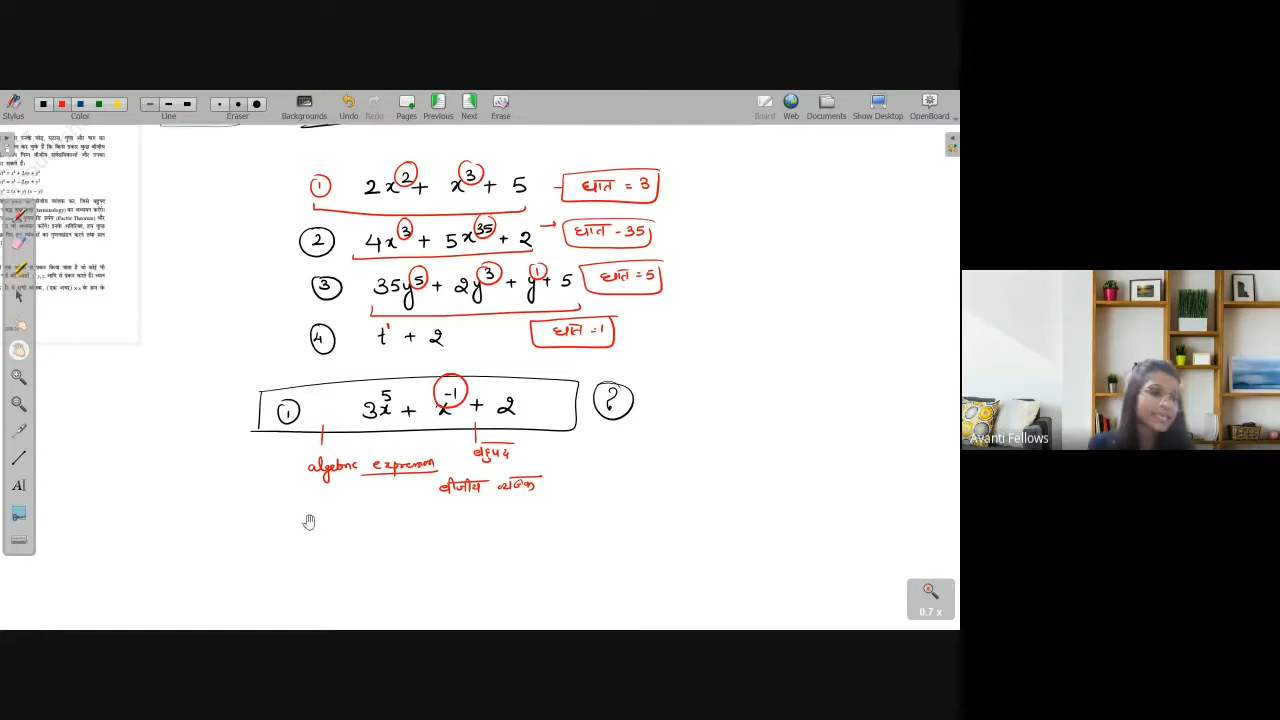 Stylus Color Line Eraser Backgrounds Undo Redo Pages Previous Next Erase Board Web Documents Show Desktop OpenBoard
① 2x² + x³ + 5 - घात = 3
② 4x³ + 5x³⁵ + 2 → घात - 35
③ 35y⁵ + 2y³ + y¹ + 5 घात = 5
④ t¹ + 2 घात = 1
① 3x⁵ + x⁻¹ + 2 ?
algebric expression बहुपद
बीजीय व्यंजक
Avanti Fellows
0.7 x